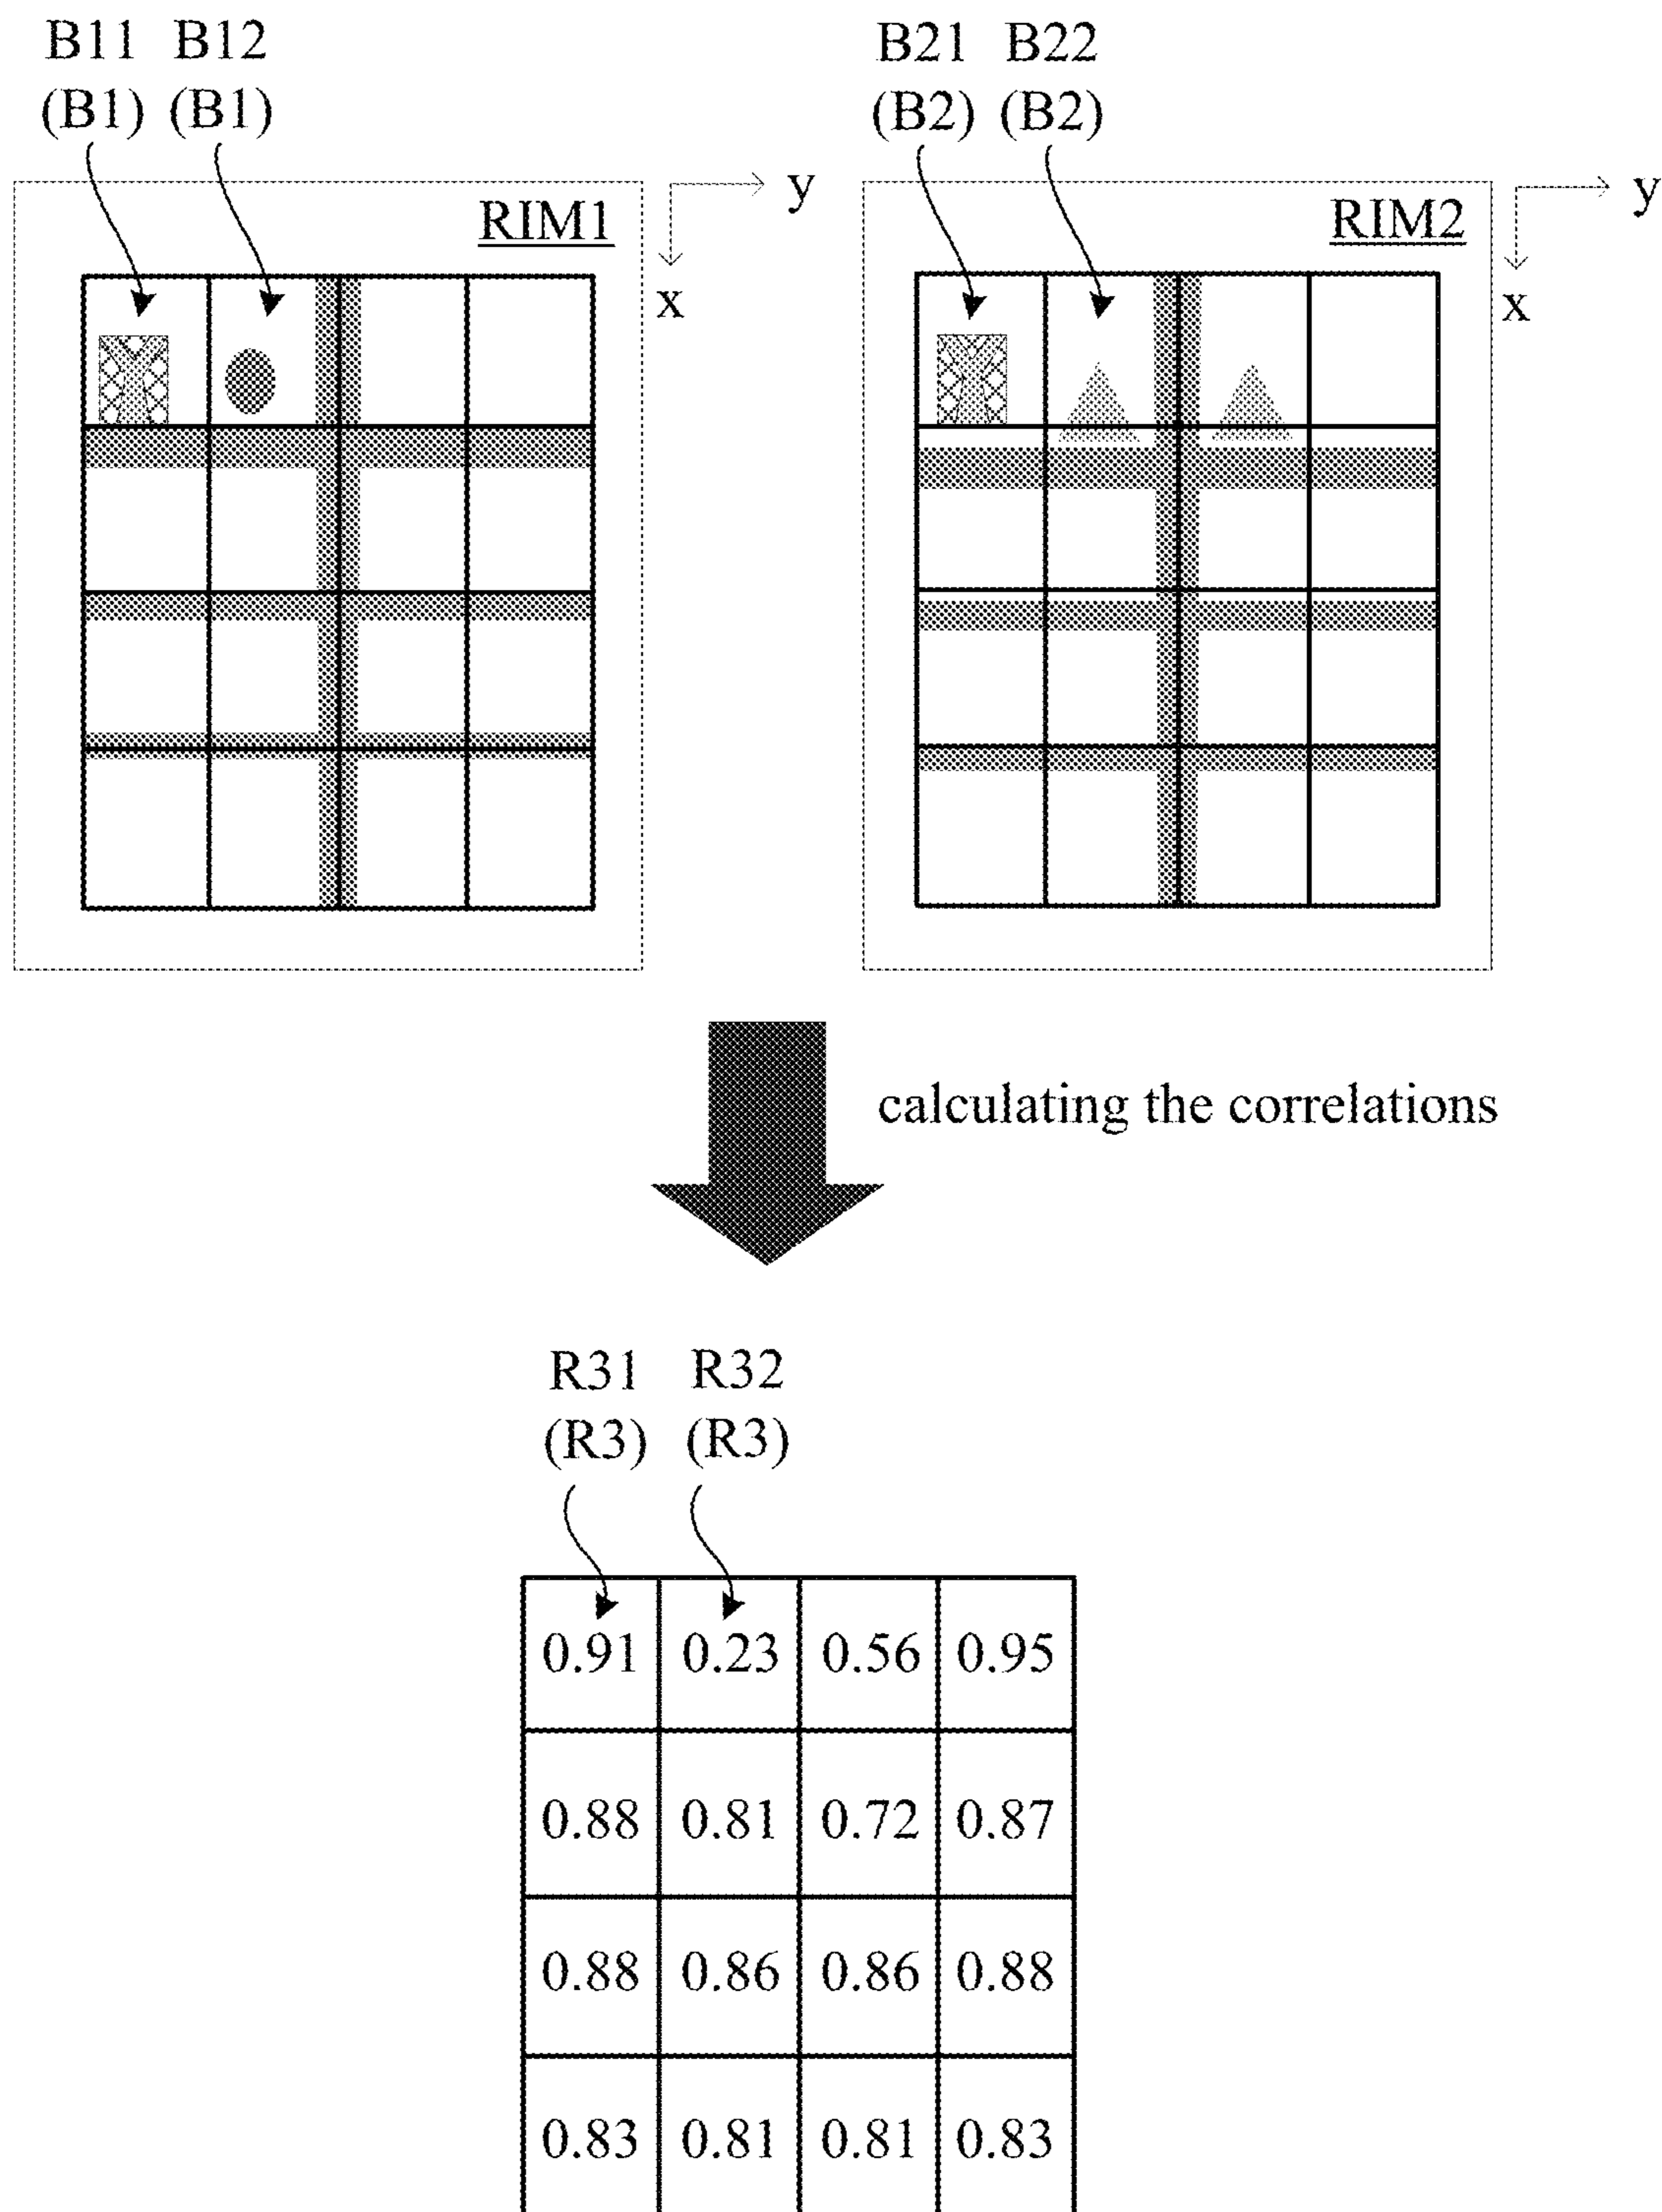 B11 B12
(B1) (B1)
B21 B22
(B2) (B2)
RIM1
y
x
RIM2
y
x
calculating the correlations
R31 R32
(R3) (R3)
0.91 0.23 0.56 0.95
0.88 0.81 0.72 0.87
0.88 0.86 0.86 0.88
0.83 0.81 0.81 0.83